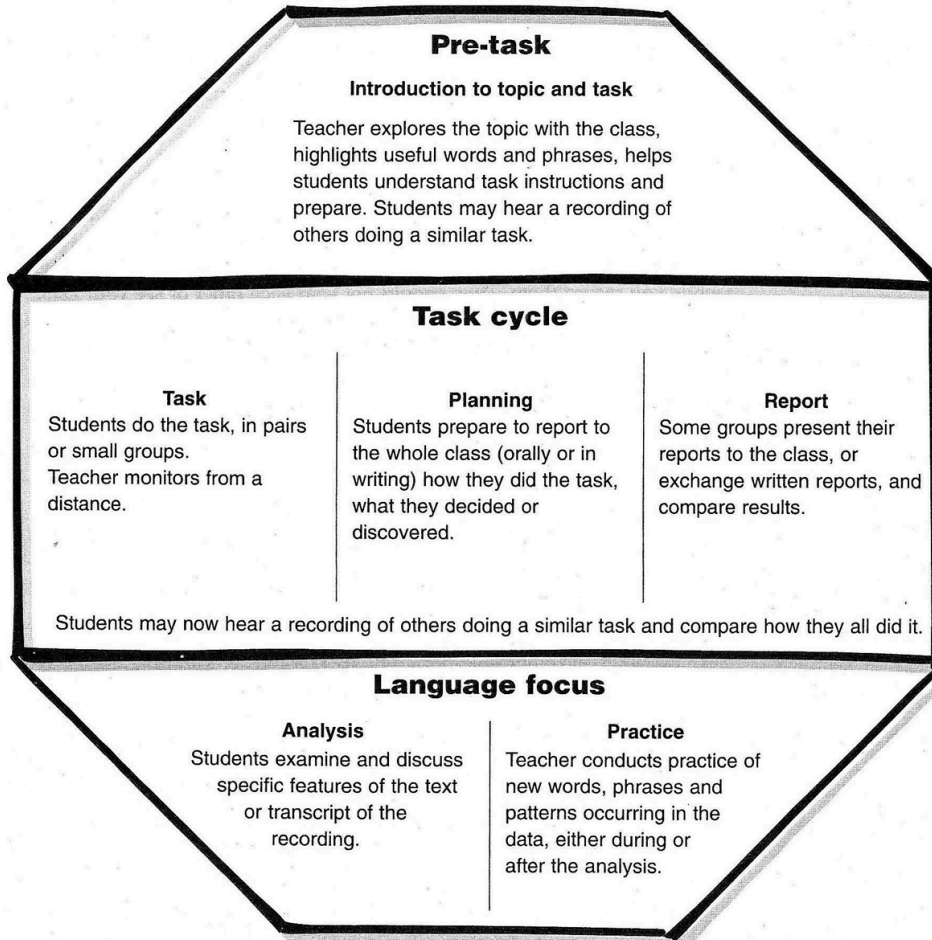 Pre-task
Introduction to topic and task
Teacher explores the topic with the class,
highlights useful words and phrases, helps
students understand task instructions and
prepare. Students may hear a recording of
others doing a similar task.
Task cycle
Task
Students do the task, in pairs
or small groups.
Teacher monitors from a
distance.
Planning
Students prepare to report to
the whole class (orally or in
writing) how they did the task,
what they decided or
discovered.
Report
Some groups present their
reports to the class, or
exchange written reports, and
compare results.
Students may now hear a recording of others doing a similar task and compare how they all did it.
Language focus
Analysis
Students examine and discuss
specific features of the text
or transcript of the
recording.
Practice
Teacher conducts practice of
new words, phrases and
patterns occurring in the
data, either during or
after the analysis.